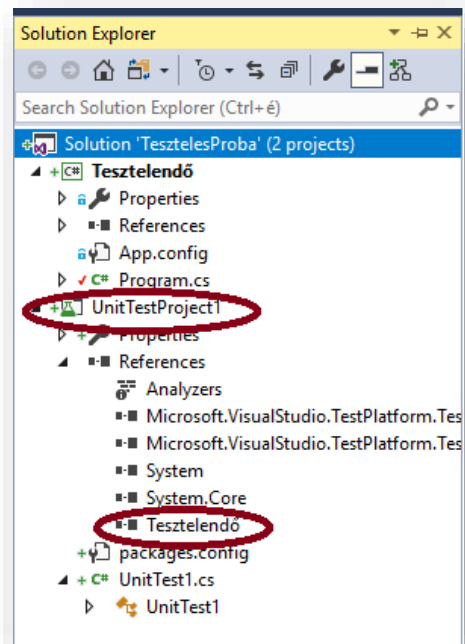 Solution Explorer
Search Solution Explorer (Ctrl+é)
Solution 'TesztelesProba' (2 projects)
C# Tesztelendő
Properties
References
App.config
C# Program.cs
UnitTestProject1
Properties
References
Analyzers
Microsoft.VisualStudio.TestPlatform.Tes
Microsoft.VisualStudio.TestPlatform.Tes
System
System.Core
Tesztelendő
packages.config
C# UnitTest1.cs
UnitTest1